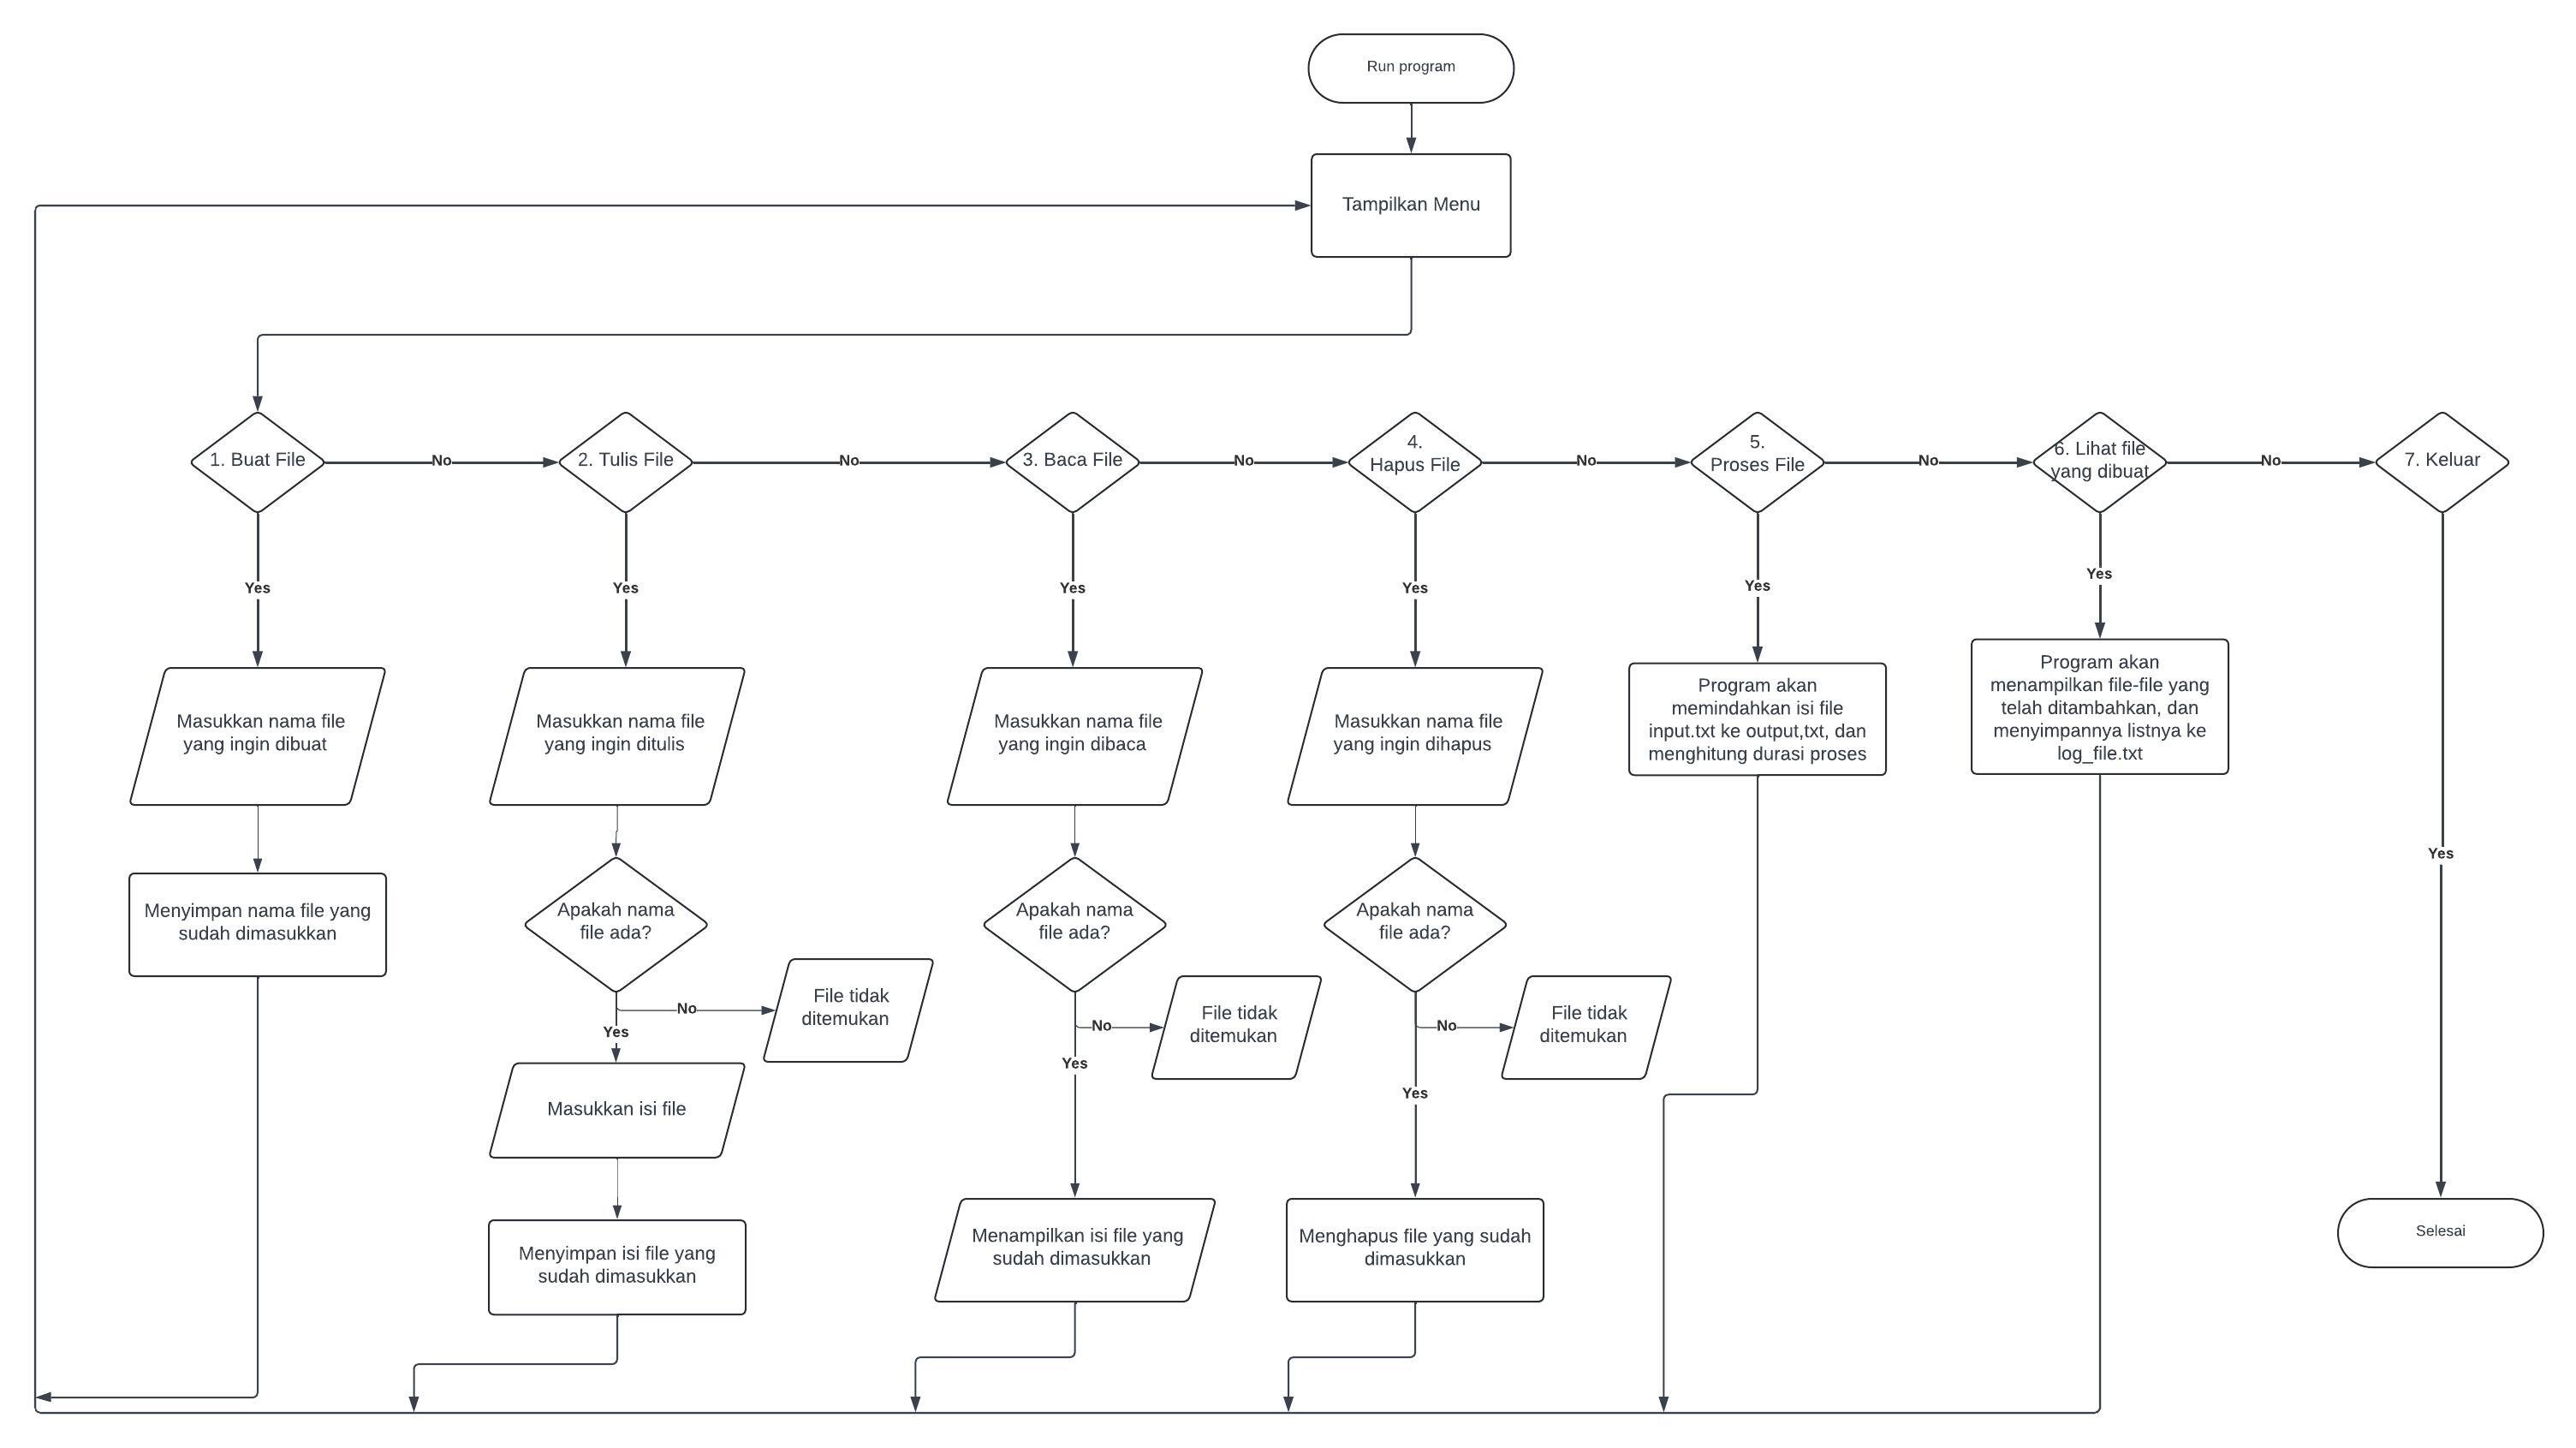 Run program
Tampilkan Menu
1. Buat File
No
2. Tulis File
No
3. Baca File
No
4.
Hapus File
No
5.
Proses File
No
6. Lihat file
yang dibuat
No
7. Keluar
Yes
Yes
Yes
Yes
Yes
Yes
Yes
Masukkan nama file
yang ingin dibuat
Masukkan nama file
yang ingin ditulis
Masukkan nama file
yang ingin dibaca
Masukkan nama file
yang ingin dihapus
Program akan
memindahkan isi file
input.txt ke output,txt, dan
menghitung durasi proses
Program akan
menampilkan file-file yang
telah ditambahkan, dan
menyimpannya listnya ke
log_file.txt
Menyimpan nama file yang
sudah dimasukkan
Apakah nama
file ada?
Apakah nama
file ada?
Apakah nama
file ada?
No
File tidak
ditemukan
No
File tidak
ditemukan
No
File tidak
ditemukan
Yes
Yes
Yes
Masukkan isi file
Menyimpan isi file yang
sudah dimasukkan
Menampilkan isi file yang
sudah dimasukkan
Menghapus file yang sudah
dimasukkan
Selesai